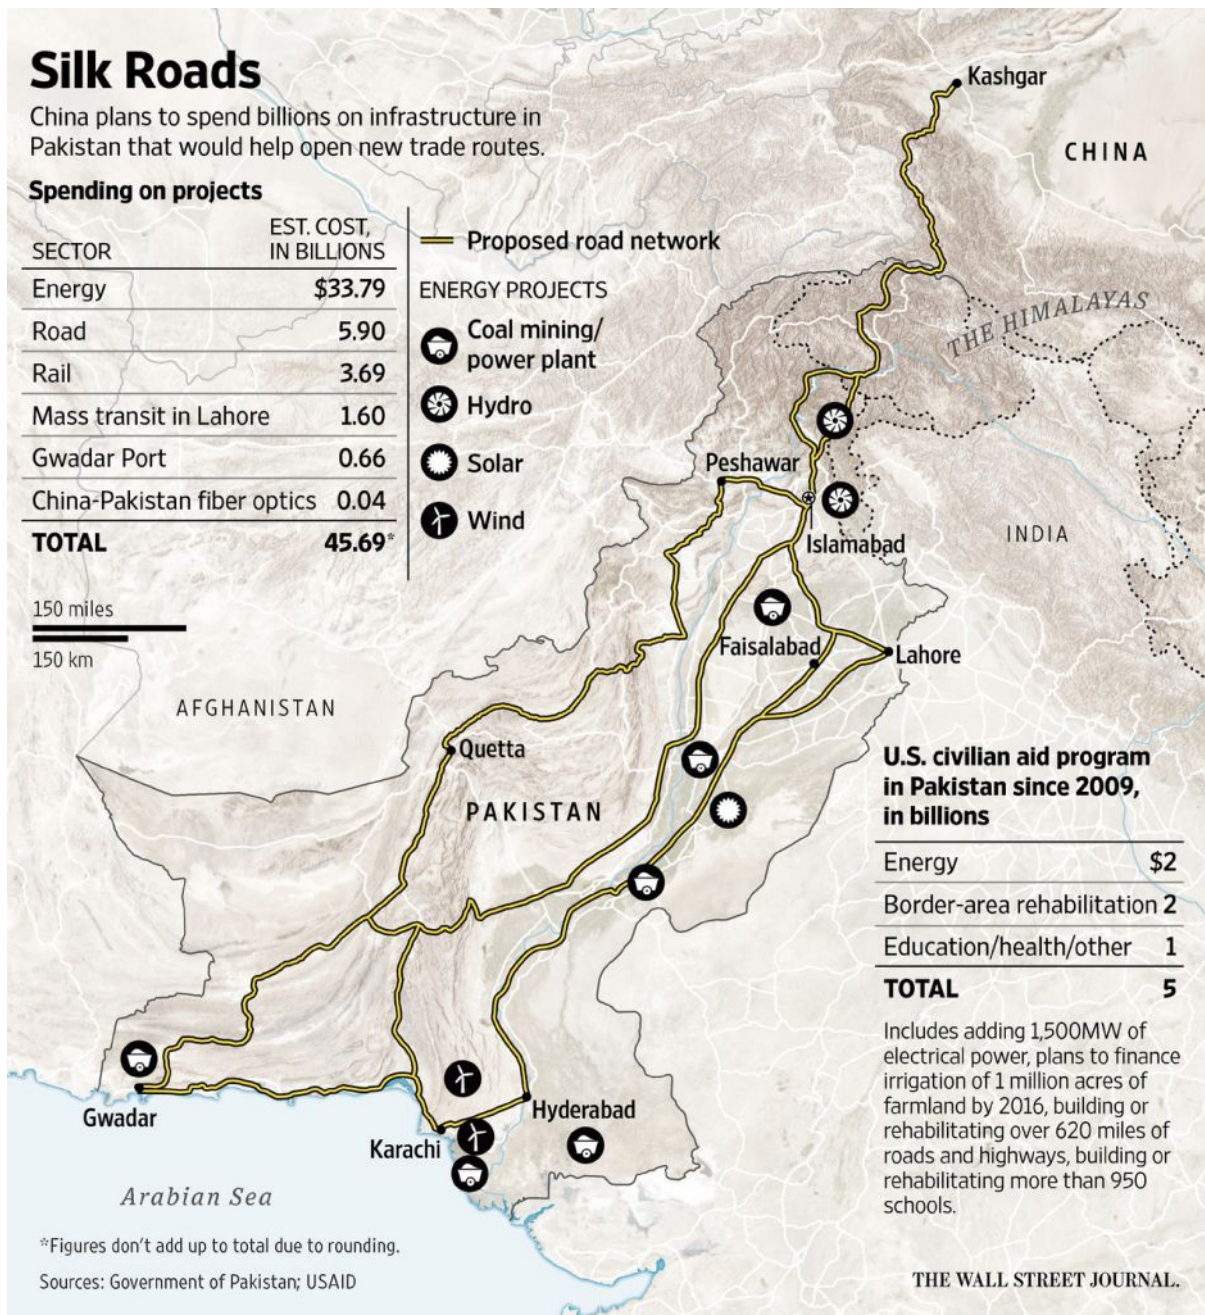 Silk Roads
China plans to spend billions on infrastructure in
Pakistan that would help open new trade routes.
Spending on projects
EST. COST,
SECTOR IN BILLIONS
Energy $33.79
Road 5.90
Rail 3.69
Mass transit in Lahore 1.60
Gwadar Port 0.66
China-Pakistan fiber optics 0.04
TOTAL 45.69*
150 miles
150 km
Proposed road network
ENERGY PROJECTS
Coal mining/
power plant
Hydro
Solar
Wind
Kashgar
CHINA
THE HIMALAYAS
Peshawar
Islamabad
INDIA
Faisalabad
Lahore
AFGHANISTAN
Quetta
PAKISTAN
Gwadar
Karachi
Hyderabad
Arabian Sea
U.S. civilian aid program
in Pakistan since 2009,
in billions
Energy $2
Border-area rehabilitation 2
Education/health/other 1
TOTAL 5
Includes adding 1,500MW of
electrical power, plans to finance
irrigation of 1 million acres of
farmland by 2016, building or
rehabilitating over 620 miles of
roads and highways, building or
rehabilitating more than 950
schools.
*Figures don't add up to total due to rounding.
Sources: Government of Pakistan; USAID
THE WALL STREET JOURNAL.